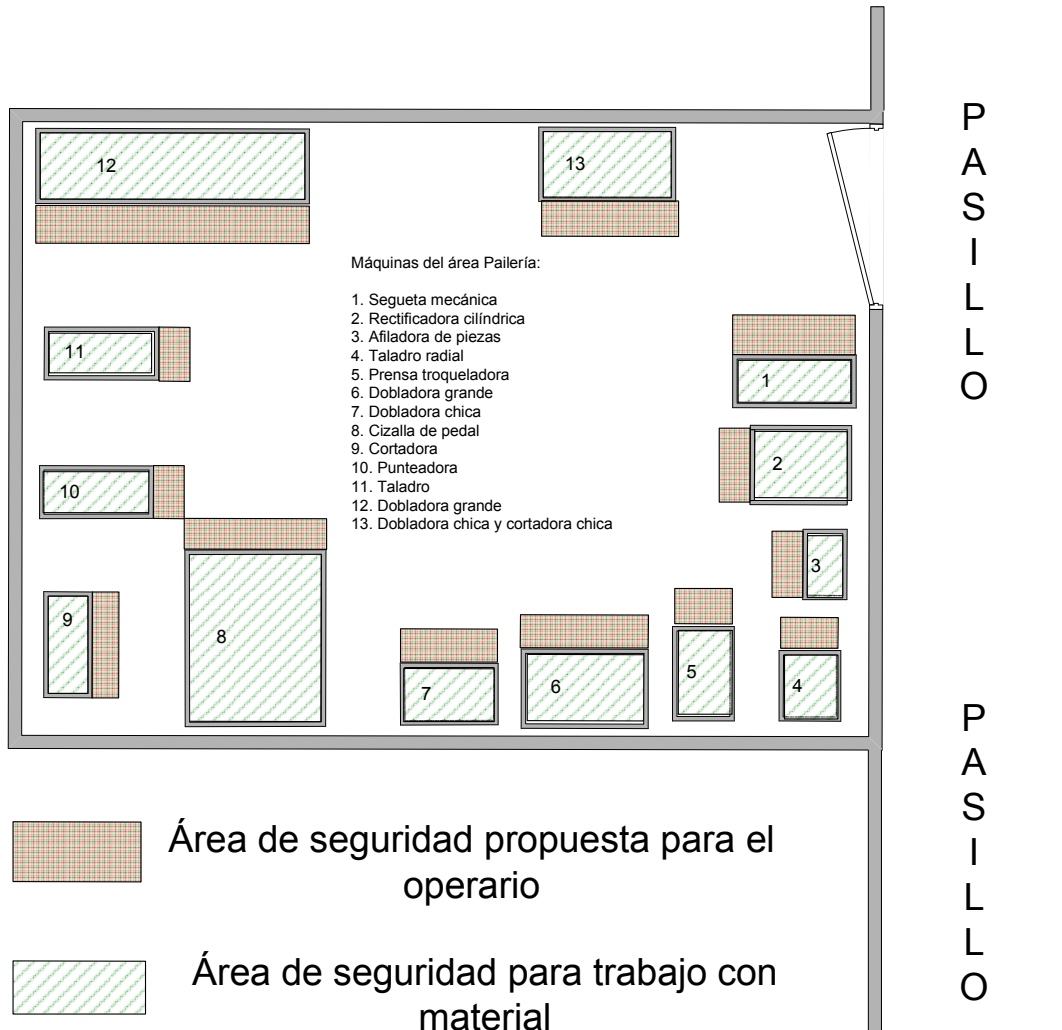 12
13
Máquinas del área Pailería:
1. Segueta mecánica
2. Rectificadora cilíndrica
3. Afiladora de piezas
4. Taladro radial
5. Prensa troqueladora
6. Dobladora grande
7. Dobladora chica
8. Cizalla de pedal
9. Cortadora
10. Punteadora
11. Taladro
12. Dobladora grande
13. Dobladora chica y cortadora chica
11
1
2
10
3
9
8
7
6
5
4
PASILLO
PASILLO
Área de seguridad propuesta para el
operario
Área de seguridad para trabajo con
material